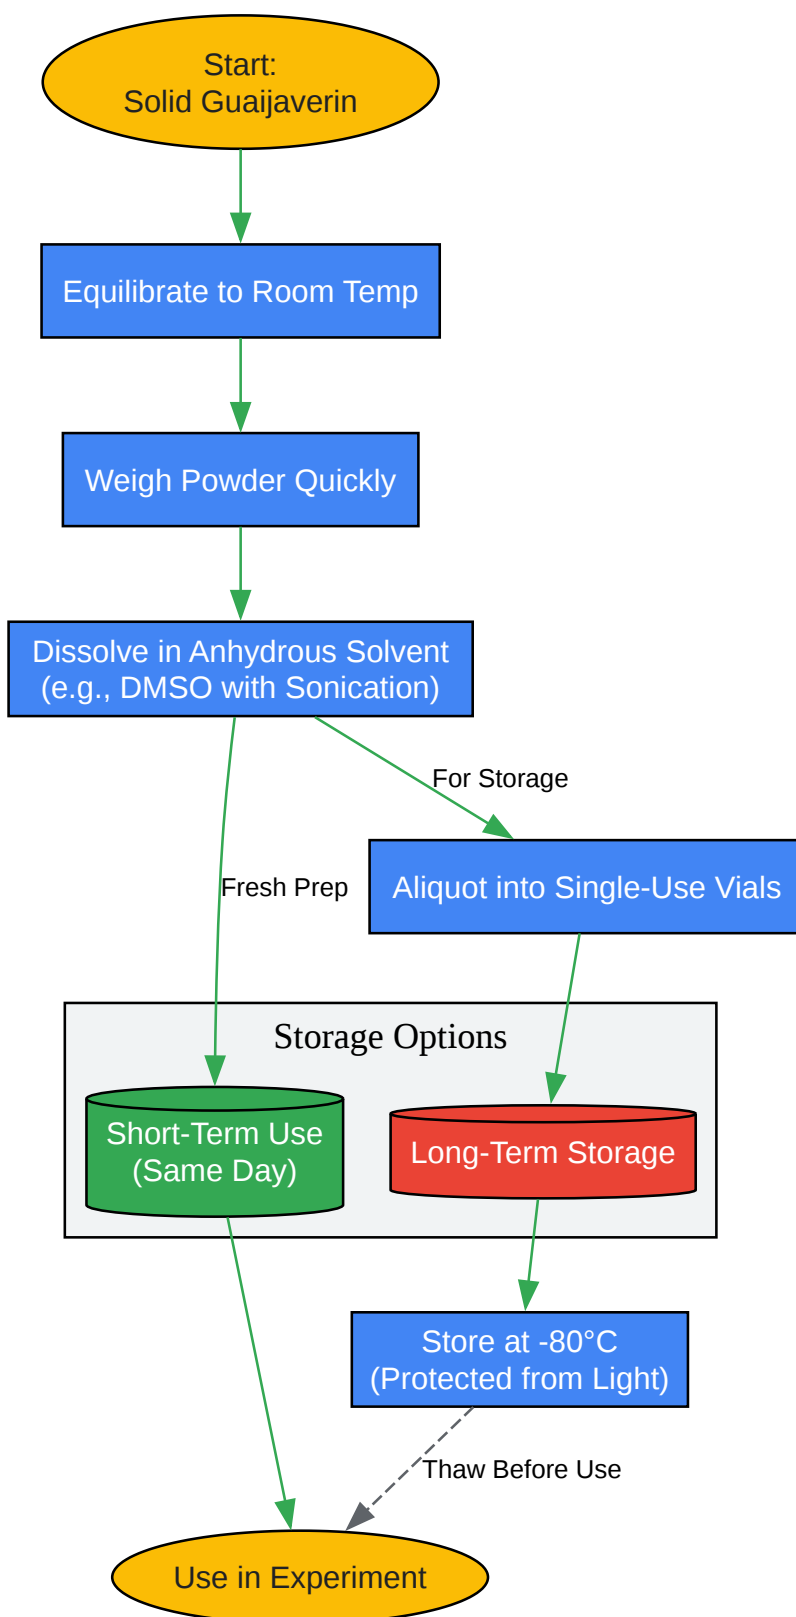 Start:
Solid Guaijaverin
Equilibrate to Room Temp
Weigh Powder Quickly
Dissolve in Anhydrous Solvent
(e.g., DMSO with Sonication)
For Storage
Fresh Prep
Aliquot into Single-Use Vials
Storage Options
Short-Term Use
(Same Day)
Long-Term Storage
Store at -80°C
(Protected from Light)
Thaw Before Use
Use in Experiment